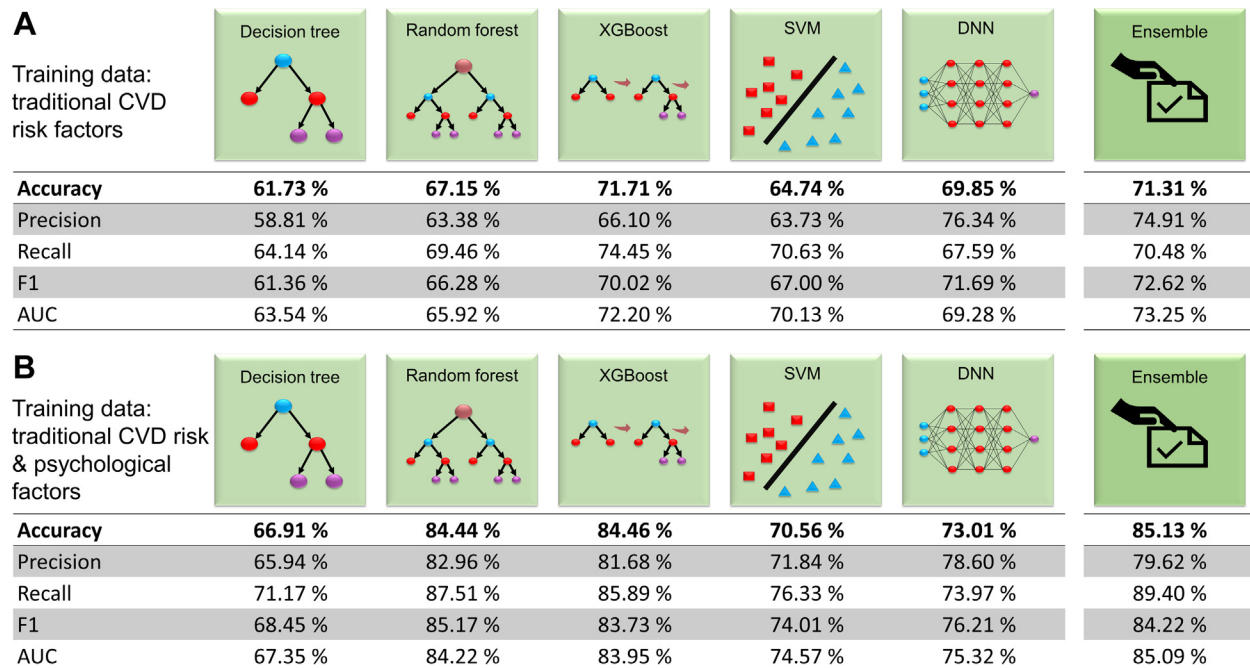 A
Decision tree Random forest XGBoost SVM DNN Ensemble
Training data:
traditional CVD
risk factors
Accuracy 61.73 % 67.15 % 71.71 % 64.74 % 69.85 % 71.31 %
Precision 58.81 % 63.38 % 66.10 % 63.73 % 76.34 % 74.91 %
Recall 64.14 % 69.46 % 74.45 % 70.63 % 67.59 % 70.48 %
F1 61.36 % 66.28 % 70.02 % 67.00 % 71.69 % 72.62 %
AUC 63.54 % 65.92 % 72.20 % 70.13 % 69.28 % 73.25 %
B
Decision tree Random forest XGBoost SVM DNN Ensemble
Training data:
traditional CVD risk
& psychological
factors
Accuracy 66.91 % 84.44 % 84.46 % 70.56 % 73.01 % 85.13 %
Precision 65.94 % 82.96 % 81.68 % 71.84 % 78.60 % 79.62 %
Recall 71.17 % 87.51 % 85.89 % 76.33 % 73.97 % 89.40 %
F1 68.45 % 85.17 % 83.73 % 74.01 % 76.21 % 84.22 %
AUC 67.35 % 84.22 % 83.95 % 74.57 % 75.32 % 85.09 %